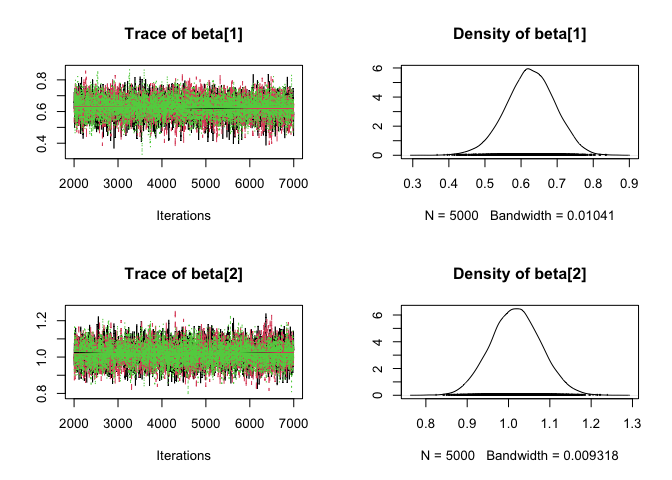 Trace of beta[1]
0.4 0.6 0.8
2000 3000 4000 5000 6000 7000
Iterations
Density of beta[1]
0 2 4 6
0.3 0.4 0.5 0.6 0.7 0.8 0.9
N = 5000 Bandwidth = 0.01041
Trace of beta[2]
0.8 1.0 1.2
2000 3000 4000 5000 6000 7000
Iterations
Density of beta[2]
0 2 4 6
0.8 0.9 1.0 1.1 1.2 1.3
N = 5000 Bandwidth = 0.009318